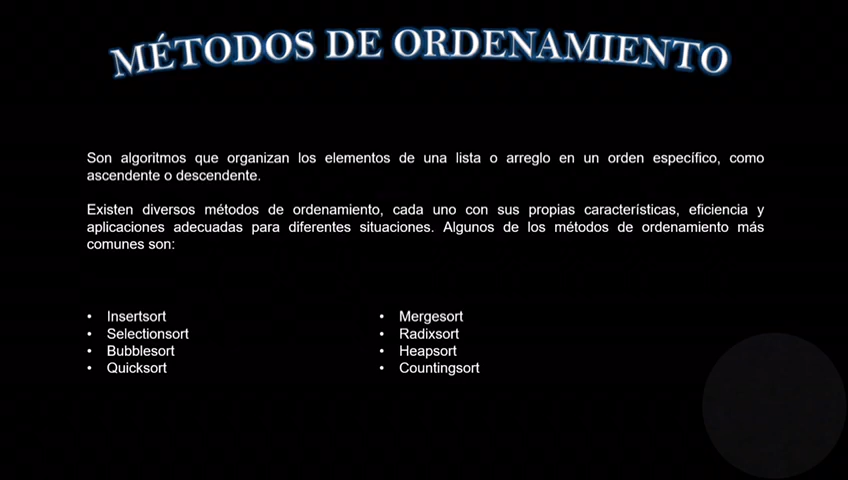 MÉTODOS DE ORDENAMIENTO
Son algoritmos que organizan los elementos de una lista o arreglo en un orden específico, como
ascendente o descendente.
Existen diversos métodos de ordenamiento, cada uno con sus propias características, eficiencia y
aplicaciones adecuadas para diferentes situaciones. Algunos de los métodos de ordenamiento más
comunes son:
• Insertsort
• Selectionsort
• Bubblesort
• Quicksort
• Mergesort
• Radixsort
• Heapsort
• Countingsort